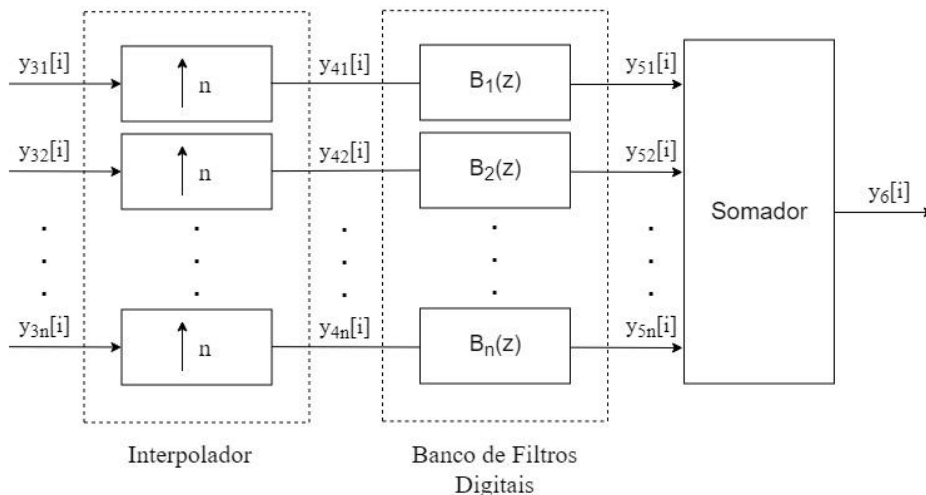 y31[i]
n
y41[i]
B1(z)
y51[i]
y32[i]
n
y42[i]
B2(z)
y52[i]
Somador
y6[i]
y3n[i]
n
y4n[i]
Bn(z)
y5n[i]
Interpolador
Banco de Filtros
Digitais